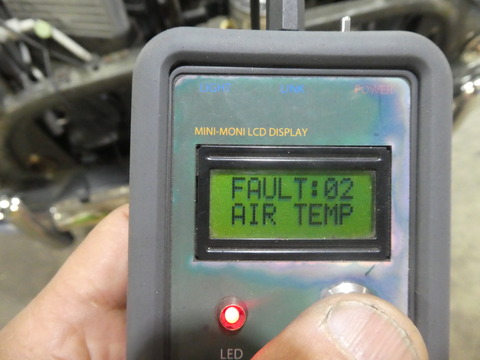 POWER
MINI-MONI LCD DISPLAY
FAULT:02
AIR TEMP
LED